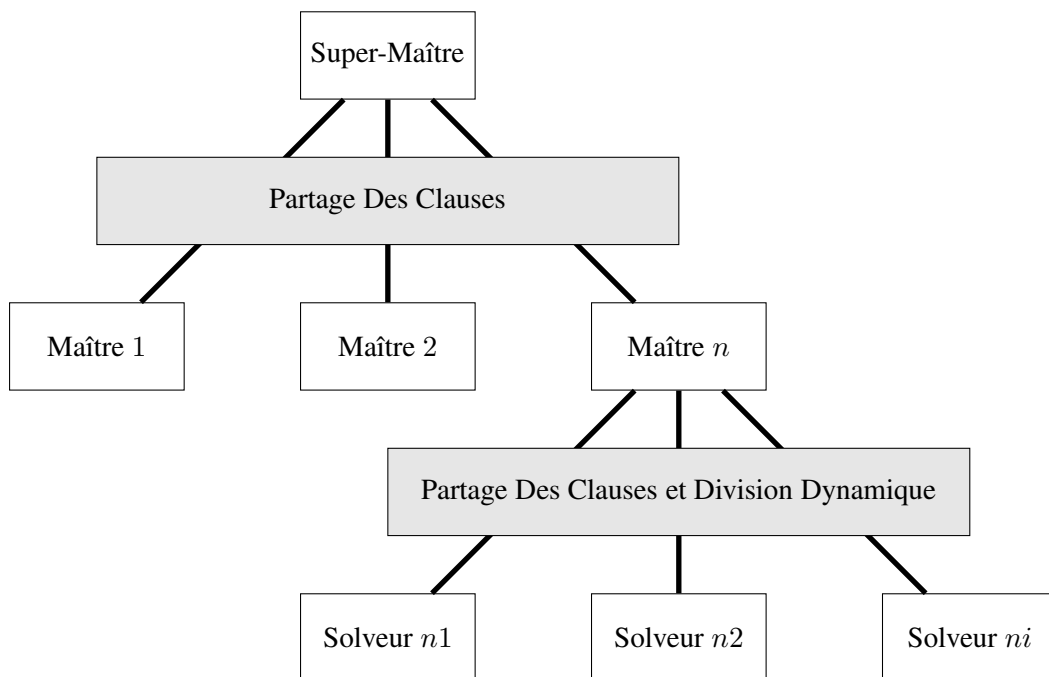 Super-Maître
Partage Des Clauses
Maître 1
Maître 2
Maître n
Partage Des Clauses et Division Dynamique
Solveur n1
Solveur n2
Solveur ni